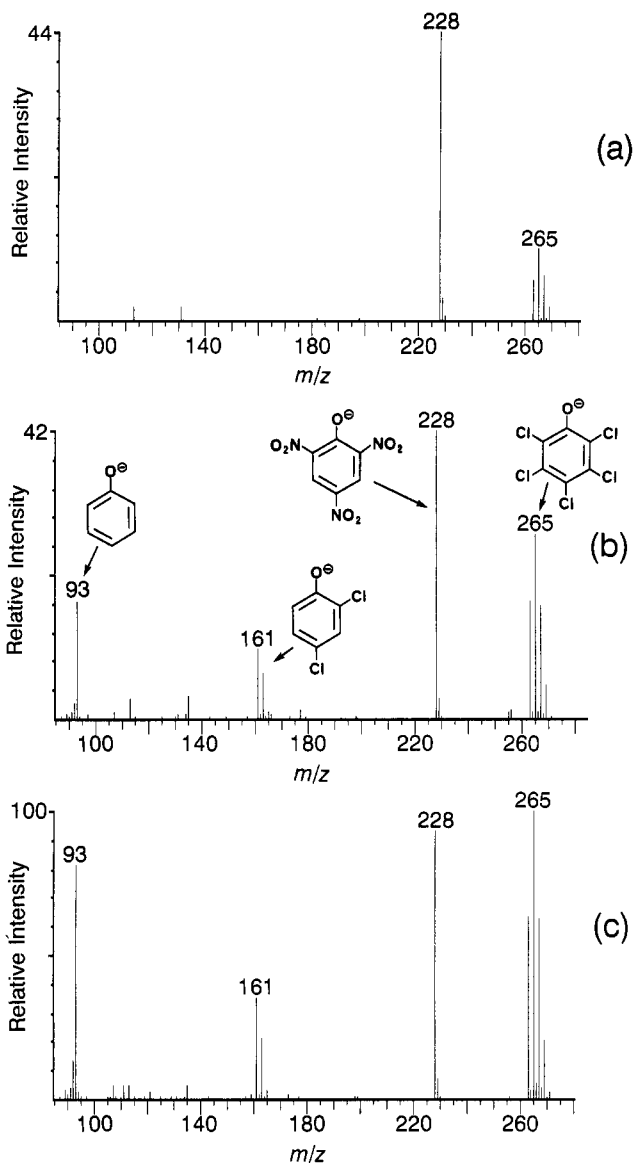 44
228
265
(a)
Relative Intensity
100 140 180 220 260
m/z
42
O⊖
O₂N NO₂
NO₂
228
O⊖
Cl Cl
Cl Cl
Cl
265
(b)
O⊖
93
O⊖
Cl
Cl
161
Relative Intensity
100 140 180 220 260
m/z
100
93
161
228
265
(c)
Relative Intensity
100 140 180 220 260
m/z